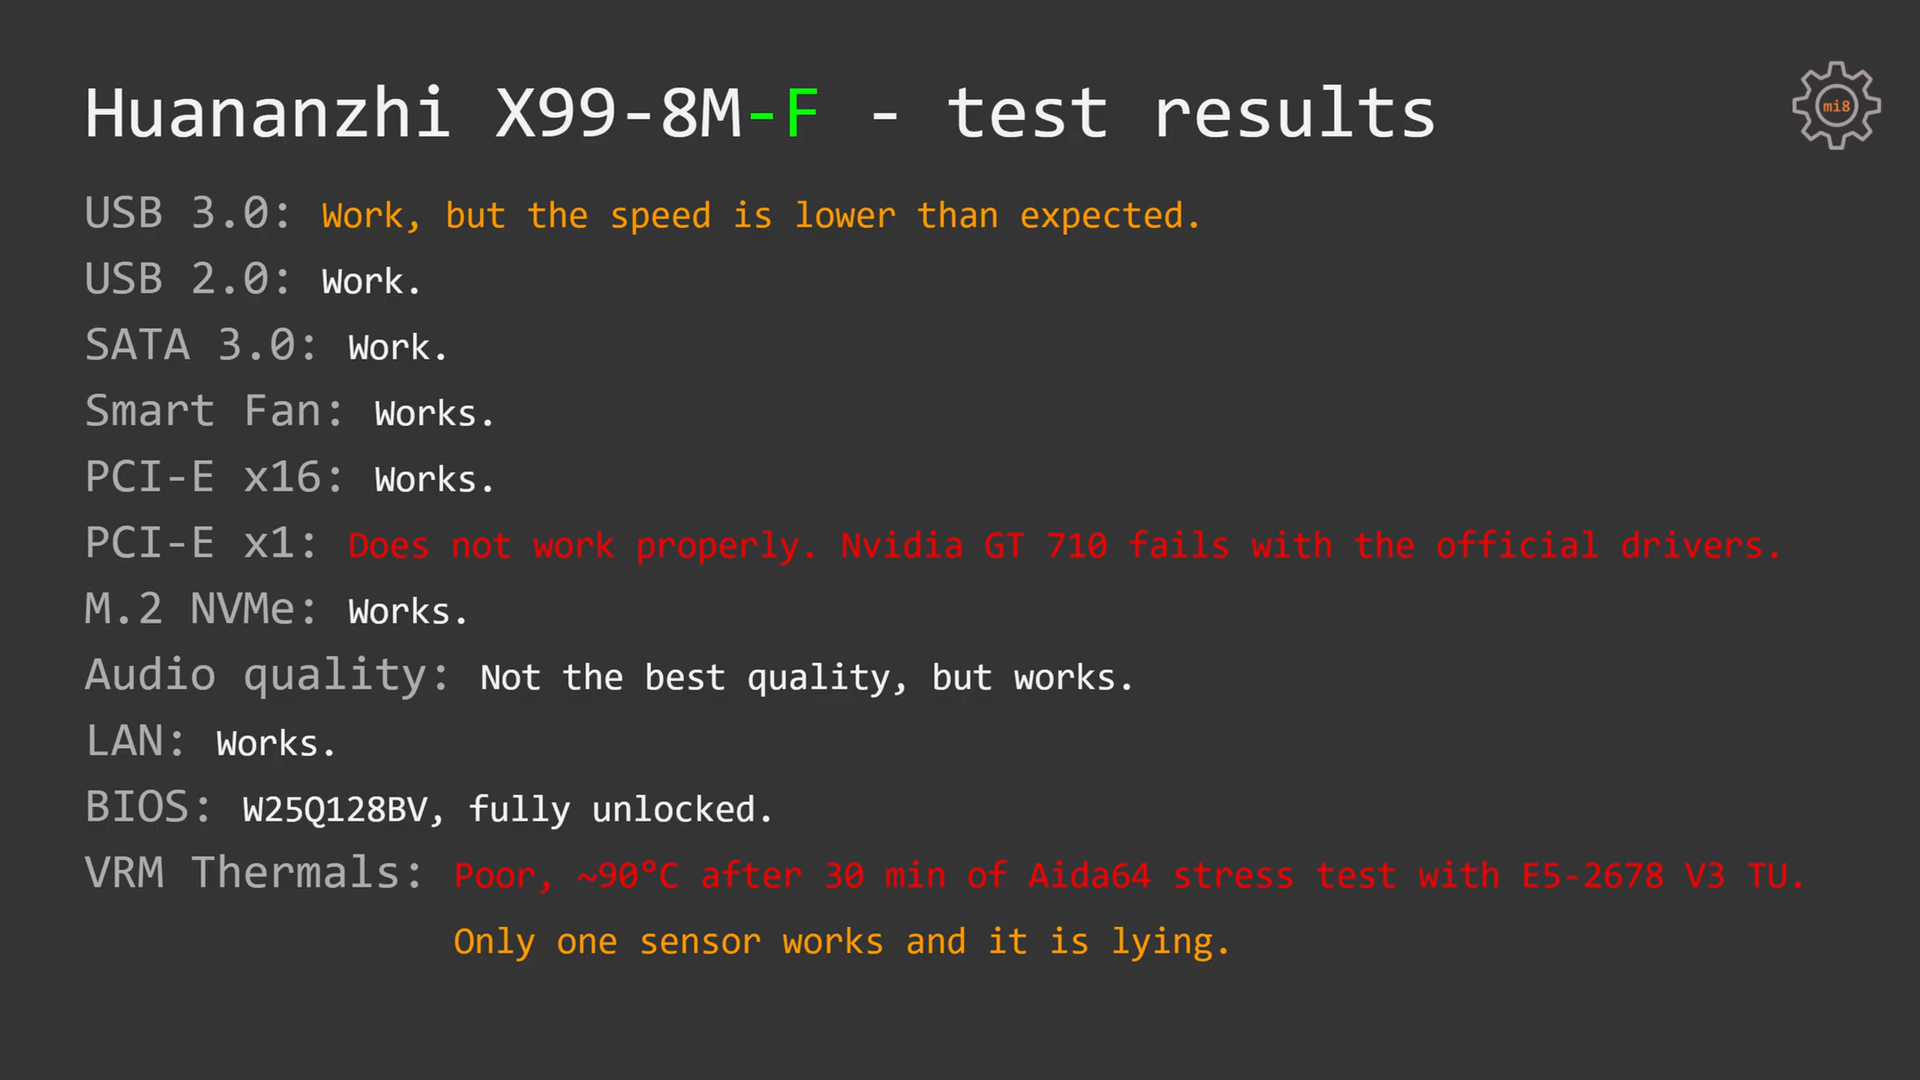 Huananzhi X99-8M-F - test results
mi8
USB 3.0: Work, but the speed is lower than expected.
USB 2.0: Work.
SATA 3.0: Work.
Smart Fan: Works.
PCI-E x16: Works.
PCI-E x1: Does not work properly. Nvidia GT 710 fails with the official drivers.
M.2 NVMe: Works.
Audio quality: Not the best quality, but works.
LAN: Works.
BIOS: W25Q128BV, fully unlocked.
VRM Thermals: Poor, ~90°C after 30 min of Aida64 stress test with E5-2678 V3 TU.
Only one sensor works and it is lying.